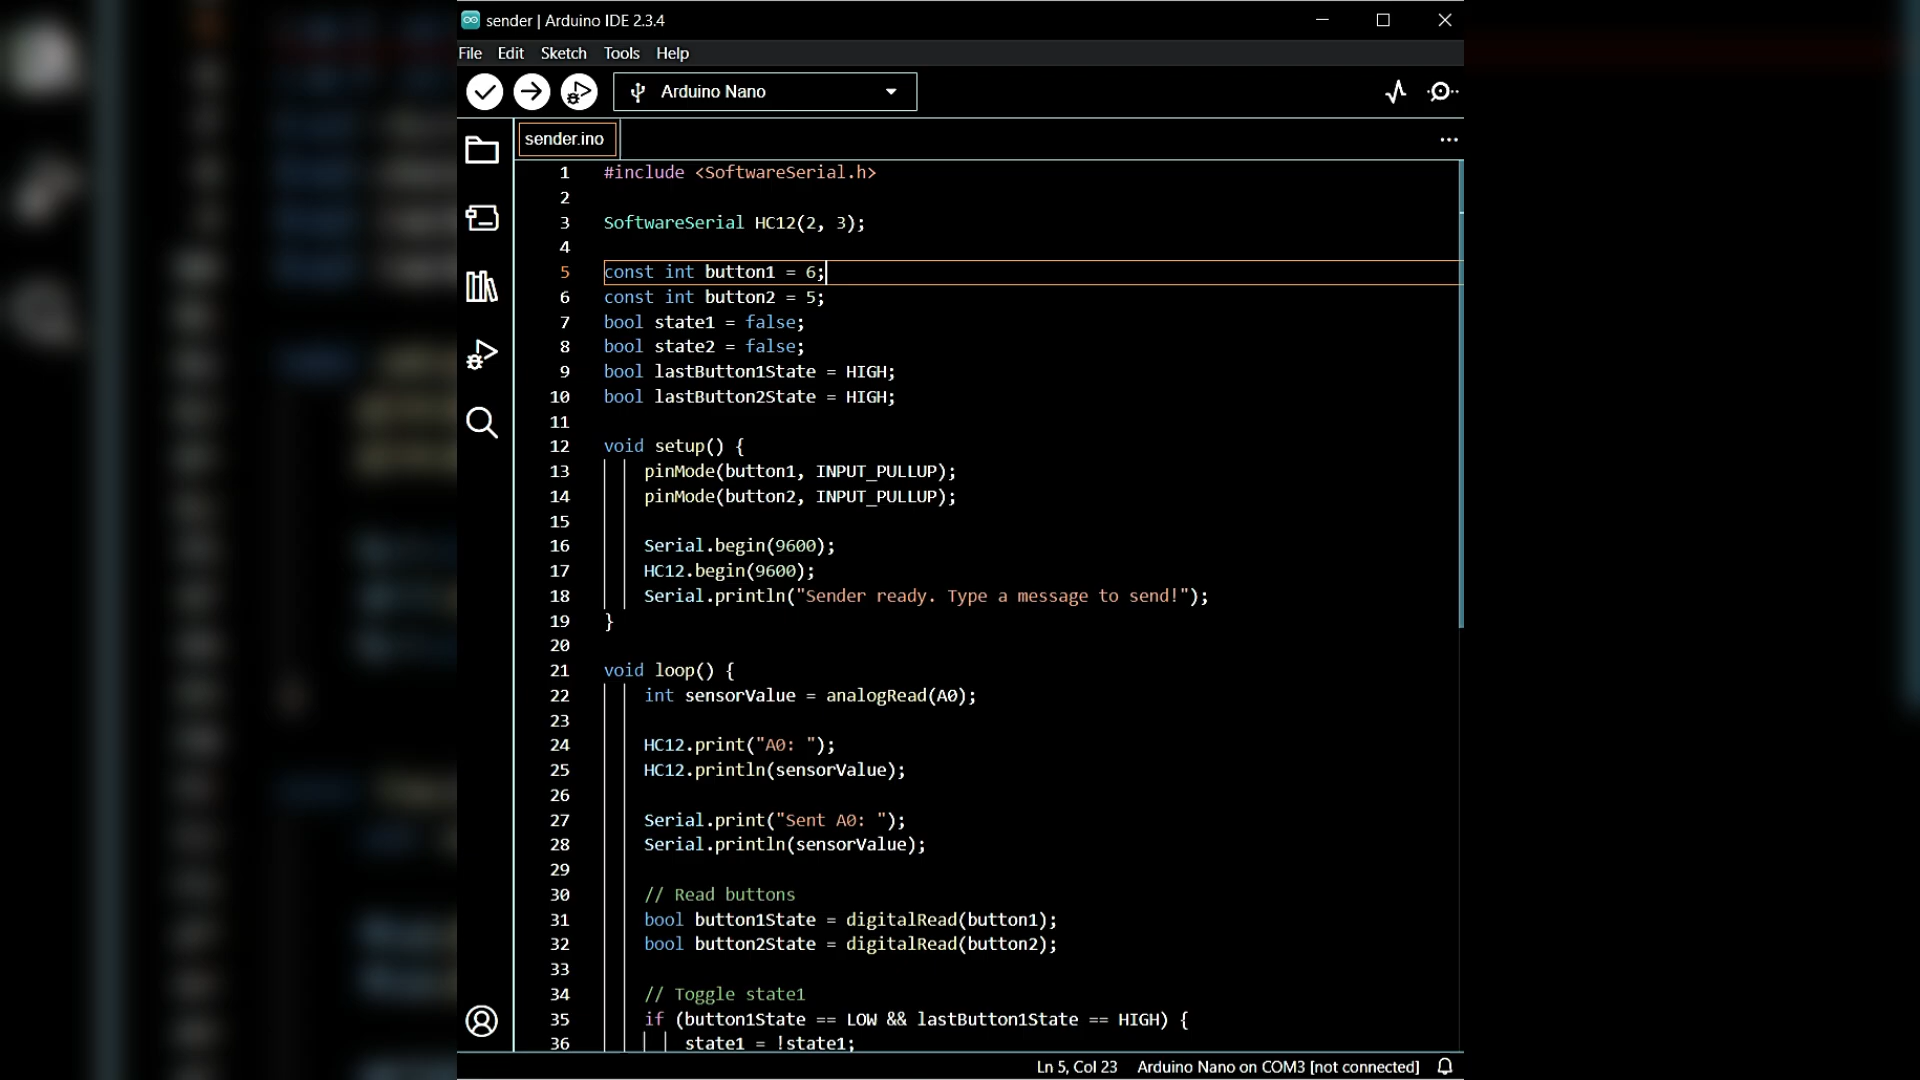 sender | Arduino IDE 2.3.4
File Edit Sketch Tools Help
Arduino Nano
sender.ino
1 #include <SoftwareSerial.h>
2
3 SoftwareSerial HC12(2, 3);
4
5 const int button1 = 6;
6 const int button2 = 5;
7 bool state1 = false;
8 bool state2 = false;
9 bool lastButton1State = HIGH;
10 bool lastButton2State = HIGH;
11
12 void setup() {
13 pinMode(button1, INPUT_PULLUP);
14 pinMode(button2, INPUT_PULLUP);
15
16 Serial.begin(9600);
17 HC12.begin(9600);
18 Serial.println("Sender ready. Type a message to send!");
19 }
20
21 void loop() {
22 int sensorValue = analogRead(A0);
23
24 HC12.print("A0: ");
25 HC12.println(sensorValue);
26
27 Serial.print("Sent A0: ");
28 Serial.println(sensorValue);
29
30 // Read buttons
31 bool button1State = digitalRead(button1);
32 bool button2State = digitalRead(button2);
33
34 // Toggle state1
35 if (button1State == LOW && lastButton1State == HIGH) {
36 state1 = !state1;
Ln 5, Col 23 Arduino Nano on COM3 [not connected]